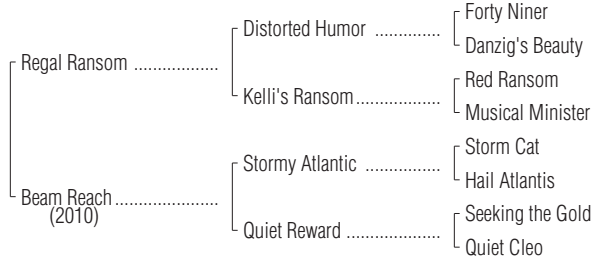 Forty Niner
Distorted Humor ..............
Danzig's Beauty
Regal Ransom ..................
Red Ransom
Kelli's Ransom..................
Musical Minister
Storm Cat
Stormy Atlantic ................
Hail Atlantis
Beam Reach......................
(2010)
Seeking the Gold
Quiet Reward ....................
Quiet Cleo